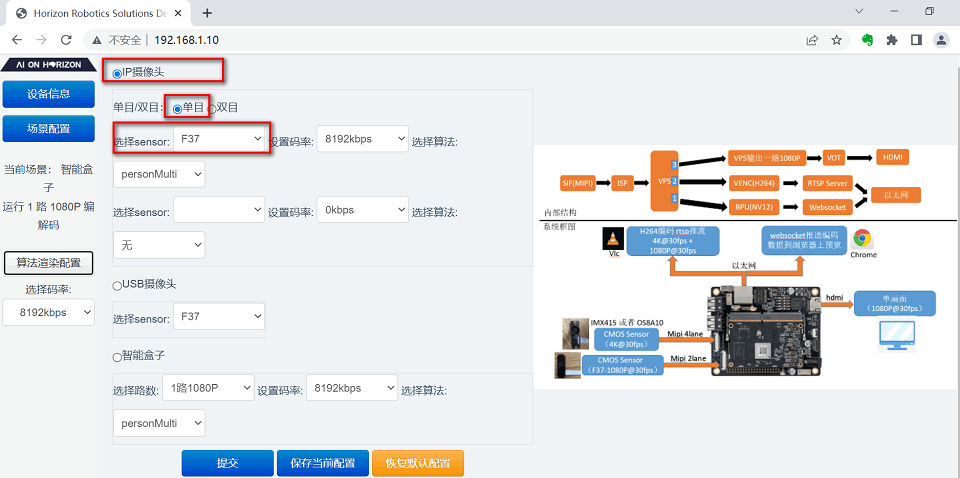 Horizon Robotics Solutions De
不安全
192.168.1.10
AI ON HORIZON
设备信息
场景配置
当前场景： 智能盒
子
运行 1 路 1080P 编
解码
算法渲染配置
选择码率:
8192kbps
IP摄像头
单目/双目: 单目 双目
选择sensor: F37 设置码率: 8192kbps 选择算法:
personMulti
选择sensor: 设置码率: 0kbps 选择算法:
无
USB摄像头
选择sensor: F37
智能盒子
选择路数: 1路1080P 设置码率: 8192kbps 选择算法:
personMulti
提交 保存当前配置 恢复默认配置
SIF(MIPI)
ISP
VPS
3
2
1
VPS输出一路1080P
VOT
HDMI
VENC(H264)
RTSP Server
BPU(NV12)
Websocket
以太网
内部结构
系统框图
Vlc
H264编码 rtsp推流
4K@30fps +
1080P@30fps
websocket推送编码
数据到浏览器上预览
Chrome
以太网
hdmi
单画面
（1080P@30fps）
IMX415 或者 OS8A10
CMOS Sensor
(4K@30fps)
Mipi 4lane
CMOS Sensor
(F37-1080P@30fps)
Mipi 2lane